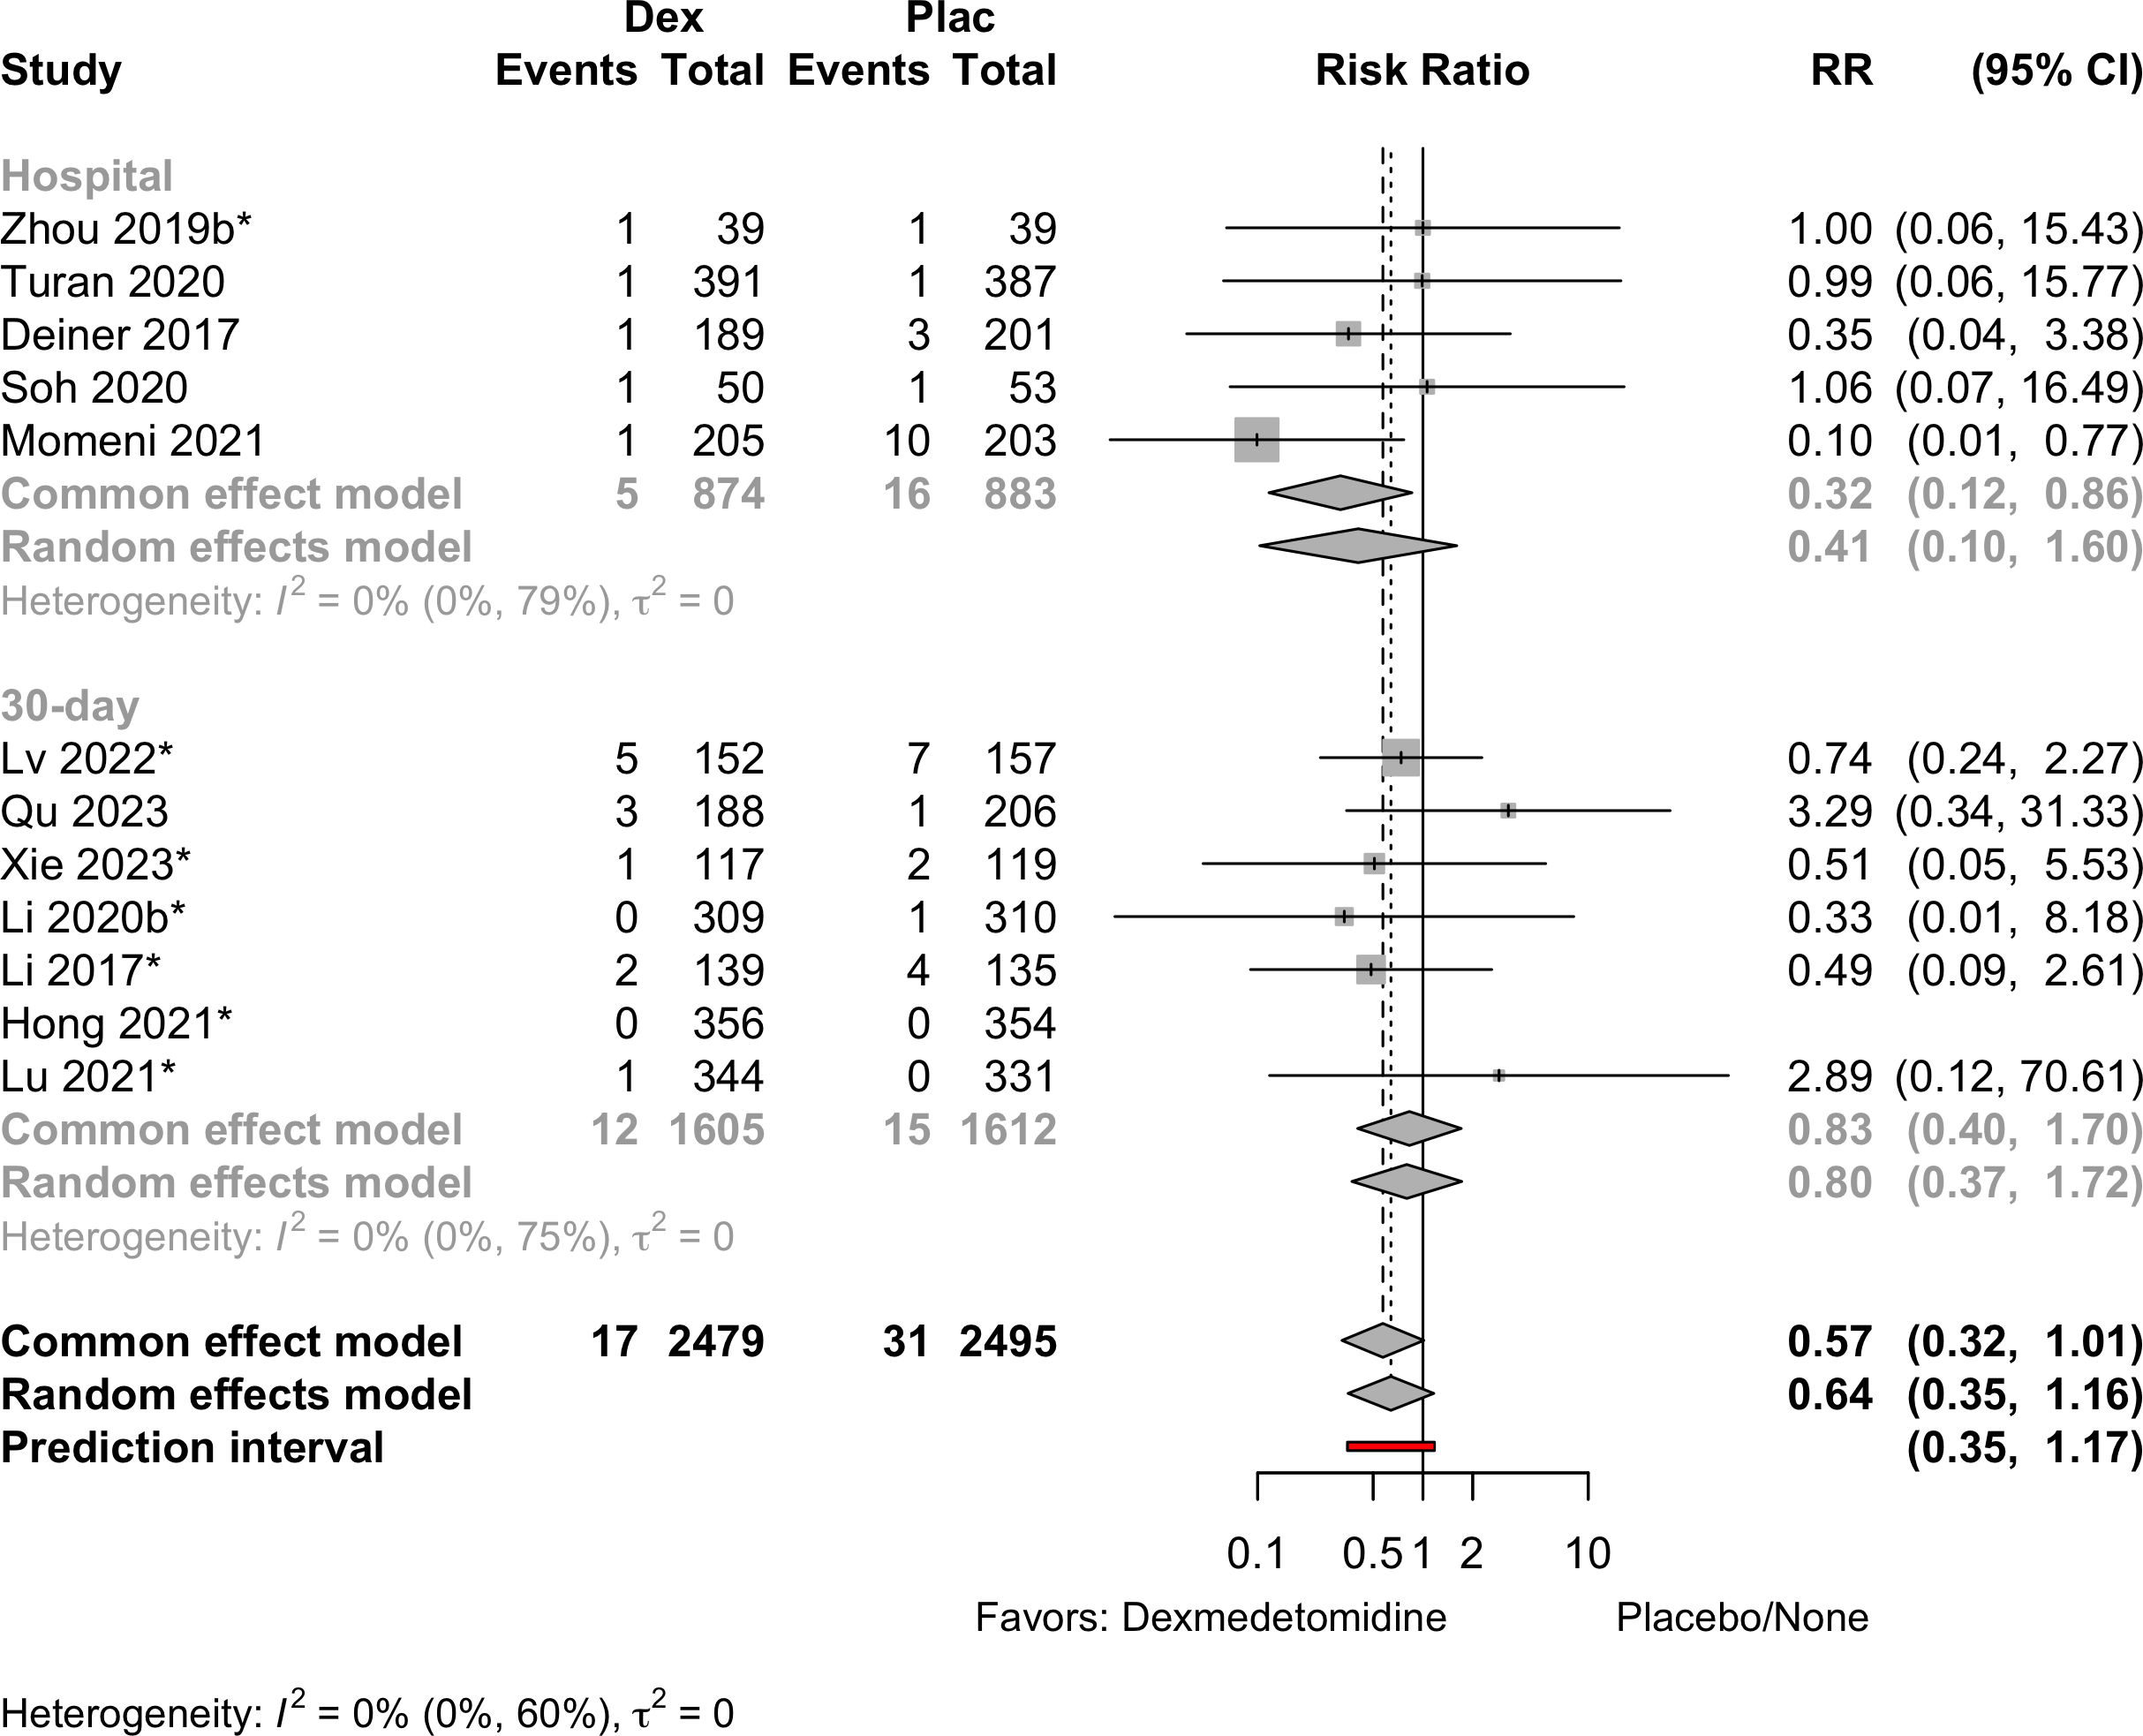 Dex Plac
Study Events Total Events Total Risk Ratio RR (95% CI)
Hospital
Zhou 2019b* 1 39 1 39 1.00 (0.06, 15.43)
Turan 2020 1 391 1 387 0.99 (0.06, 15.77)
Deiner 2017 1 189 3 201 0.35 (0.04, 3.38)
Soh 2020 1 50 1 53 1.06 (0.07, 16.49)
Momeni 2021 1 205 10 203 0.10 (0.01, 0.77)
Common effect model 5 874 16 883 0.32 (0.12, 0.86)
Random effects model 0.41 (0.10, 1.60)
Heterogeneity: I² = 0% (0%, 79%), τ² = 0
30-day
Lv 2022* 5 152 7 157 0.74 (0.24, 2.27)
Qu 2023 3 188 1 206 3.29 (0.34, 31.33)
Xie 2023* 1 117 2 119 0.51 (0.05, 5.53)
Li 2020b* 0 309 1 310 0.33 (0.01, 8.18)
Li 2017* 2 139 4 135 0.49 (0.09, 2.61)
Hong 2021* 0 356 0 354
Lu 2021* 1 344 0 331 2.89 (0.12, 70.61)
Common effect model 12 1605 15 1612 0.83 (0.40, 1.70)
Random effects model 0.80 (0.37, 1.72)
Heterogeneity: I² = 0% (0%, 75%), τ² = 0
Common effect model 17 2479 31 2495 0.57 (0.32, 1.01)
Random effects model 0.64 (0.35, 1.16)
Prediction interval (0.35, 1.17)
0.1 0.5 1 2 10
Favors: Dexmedetomidine Placebo/None
Heterogeneity: I² = 0% (0%, 60%), τ² = 0